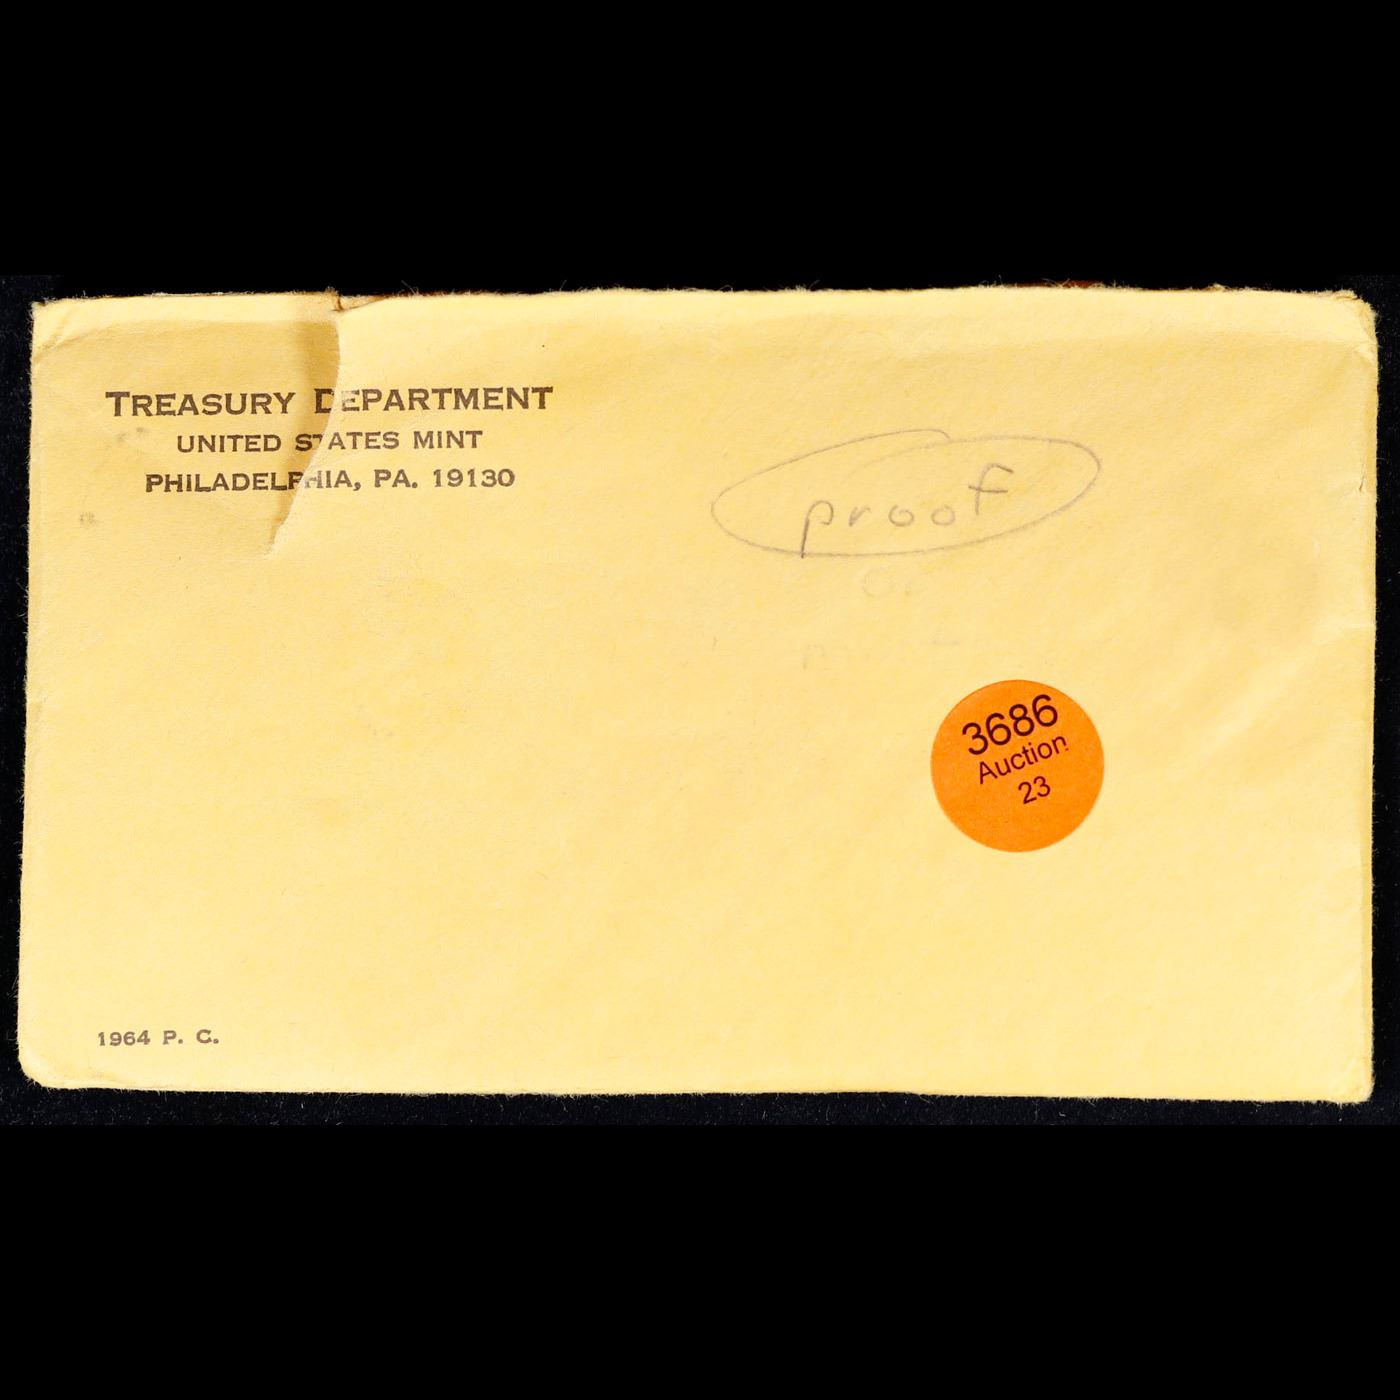 TREASURY DEPARTMENT
UNITED STATES MINT
PHILADELPHIA, PA. 19130
proof
3686
Auction
23
1964 P. C.